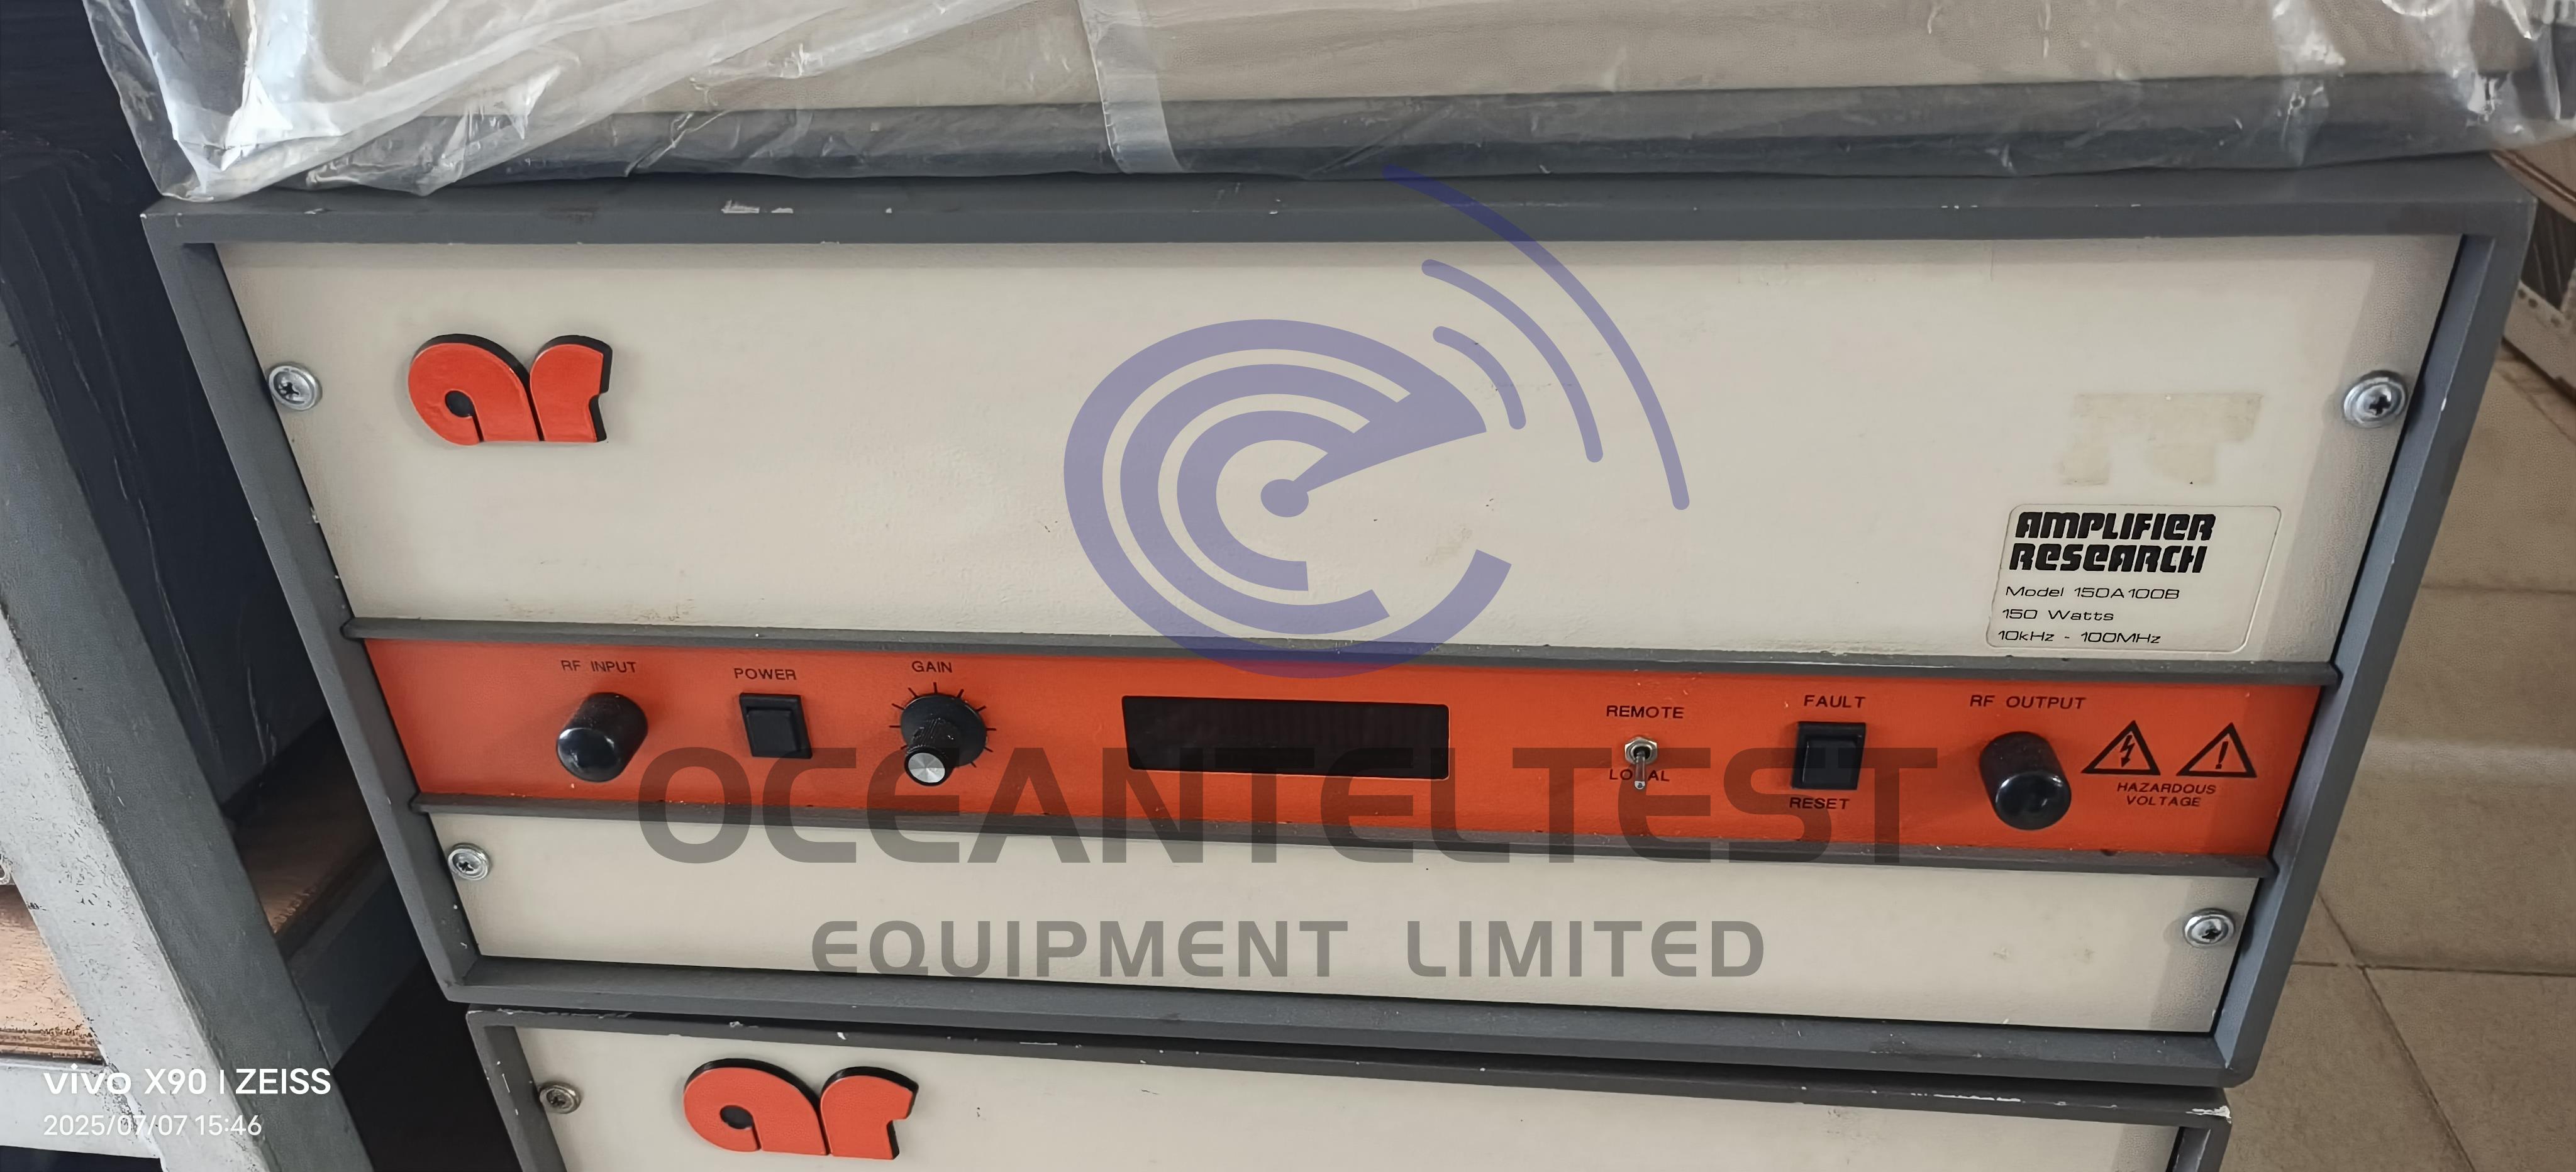 ar
AMPLIFIER
RESEARCH
Model 150A100B
150 Watts
10kHz - 100MHz
RF INPUT
POWER
GAIN
REMOTE
LOCAL
FAULT
RESET
RF OUTPUT
HAZARDOUS
VOLTAGE
OCEANTELTEST
EQUIPMENT LIMITED
ar
vivo X90 | ZEISS
2025/07/07 15:46